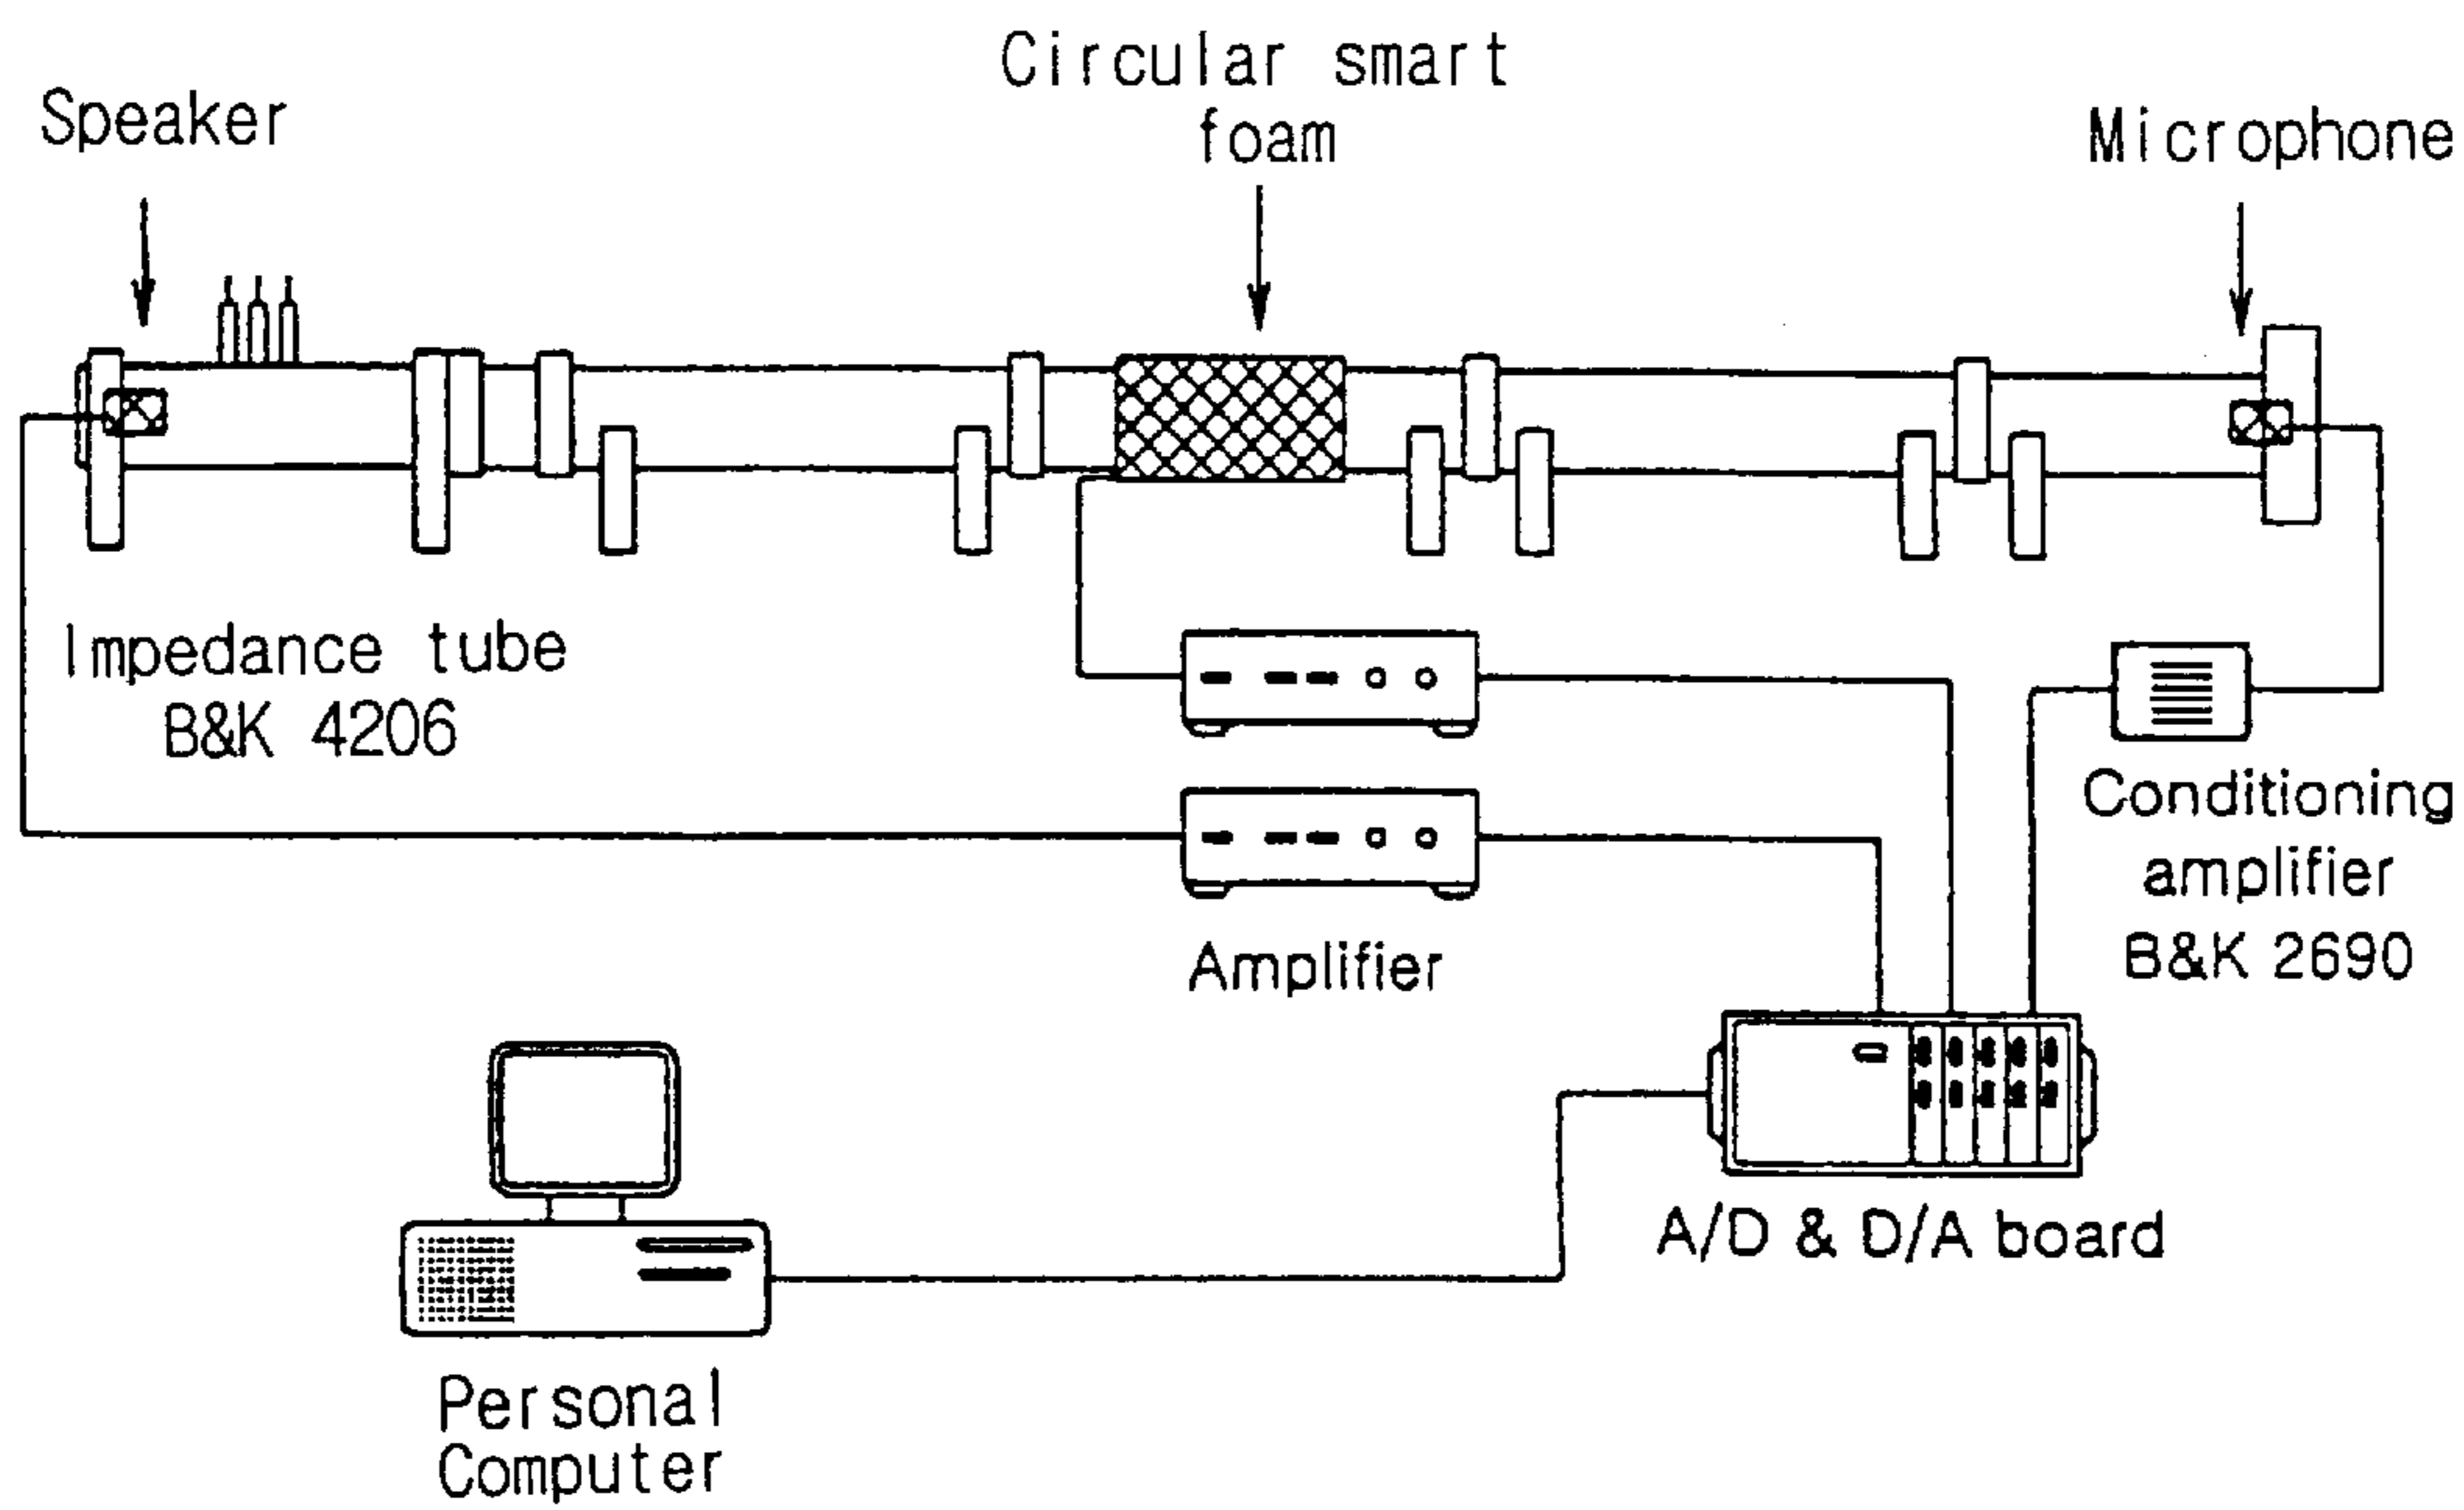 Speaker
Circular smart
foam
Microphone
Impedance tube
B&K 4206
Conditioning
amplifier
B&K 2690
Amplifier
A/D & D/A board
Personal
Computer